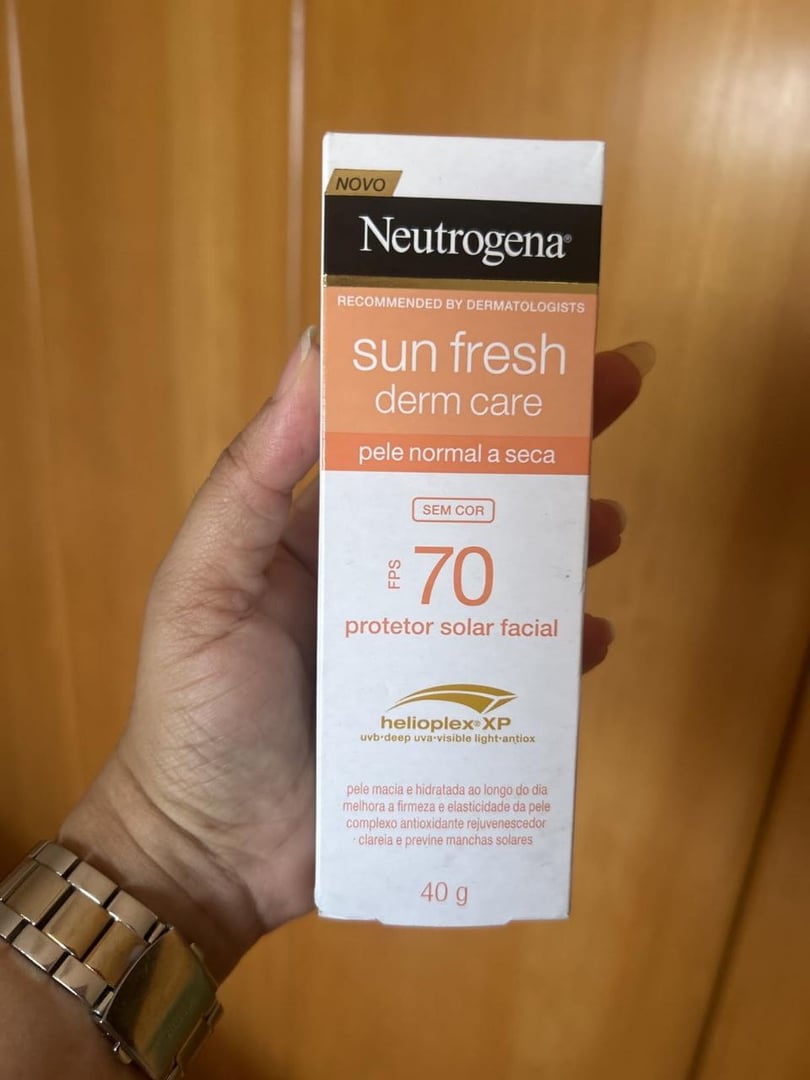 NOVO
Neutrogena®
RECOMMENDED BY DERMATOLOGISTS
sun fresh
derm care
pele normal a seca
SEM COR
FPS 70
protetor solar facial
helioplex® XP
uvb•deep uva•visible light•antiox
pele macia e hidratada ao longo do dia
melhora a firmeza e elasticidade da pele
complexo antioxidante rejuvenescedor
clareia e previne manchas solares
40 g